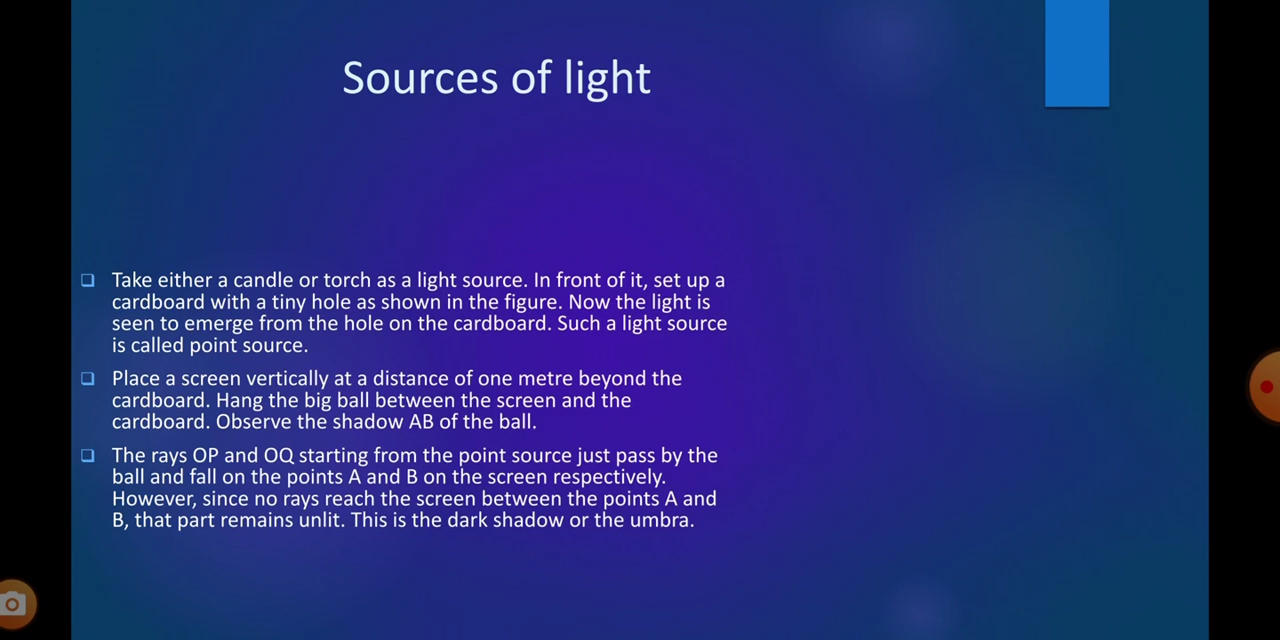 Sources of light
Take either a candle or torch as a light source. In front of it, set up a
cardboard with a tiny hole as shown in the figure. Now the light is
seen to emerge from the hole on the cardboard. Such a light source
is called point source.
Place a screen vertically at a distance of one metre beyond the
cardboard. Hang the big ball between the screen and the
cardboard. Observe the shadow AB of the ball.
The rays OP and OQ starting from the point source just pass by the
ball and fall on the points A and B on the screen respectively.
However, since no rays reach the screen between the points A and
B, that part remains unlit. This is the dark shadow or the umbra.